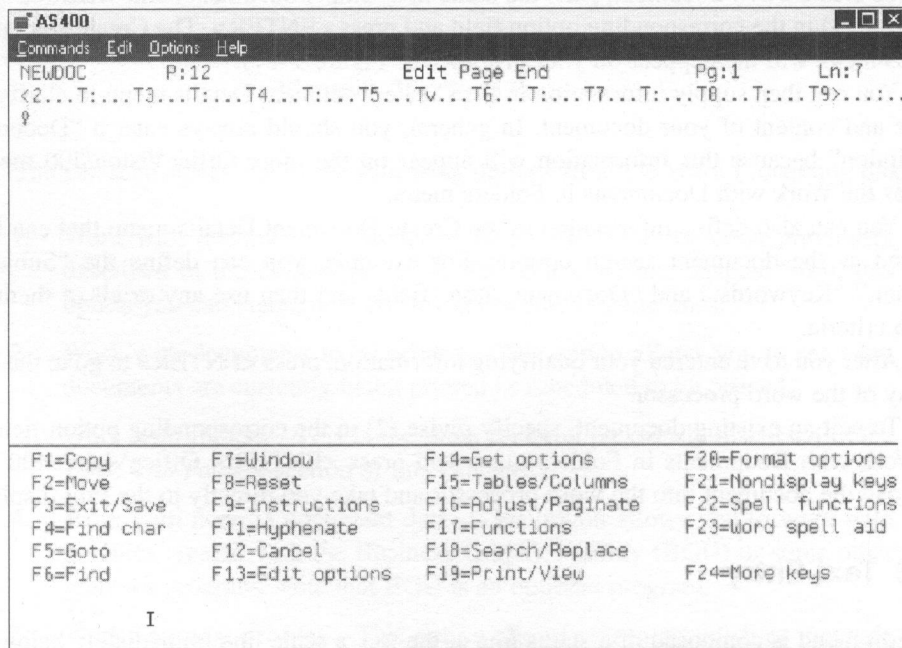 AS400
Commands Edit Options Help
NEWDOC P:12 Edit Page End Pg:1 Ln:7
<2...T:...T3...T:...T4...T:...T5...Tv...T6...T:...T7...T:...T8...T:...T9>...:..
F1=Copy F7=Window F14=Get options F20=Format options
F2=Move F8=Reset F15=Tables/Columns F21=Nondisplay keys
F3=Exit/Save F9=Instructions F16=Adjust/Paginate F22=Spell functions
F4=Find char F11=Hyphenate F17=Functions F23=Word spell aid
F5=Goto F12=Cancel F18=Search/Replace
F6=Find F13=Edit options F19=Print/View F24=More keys